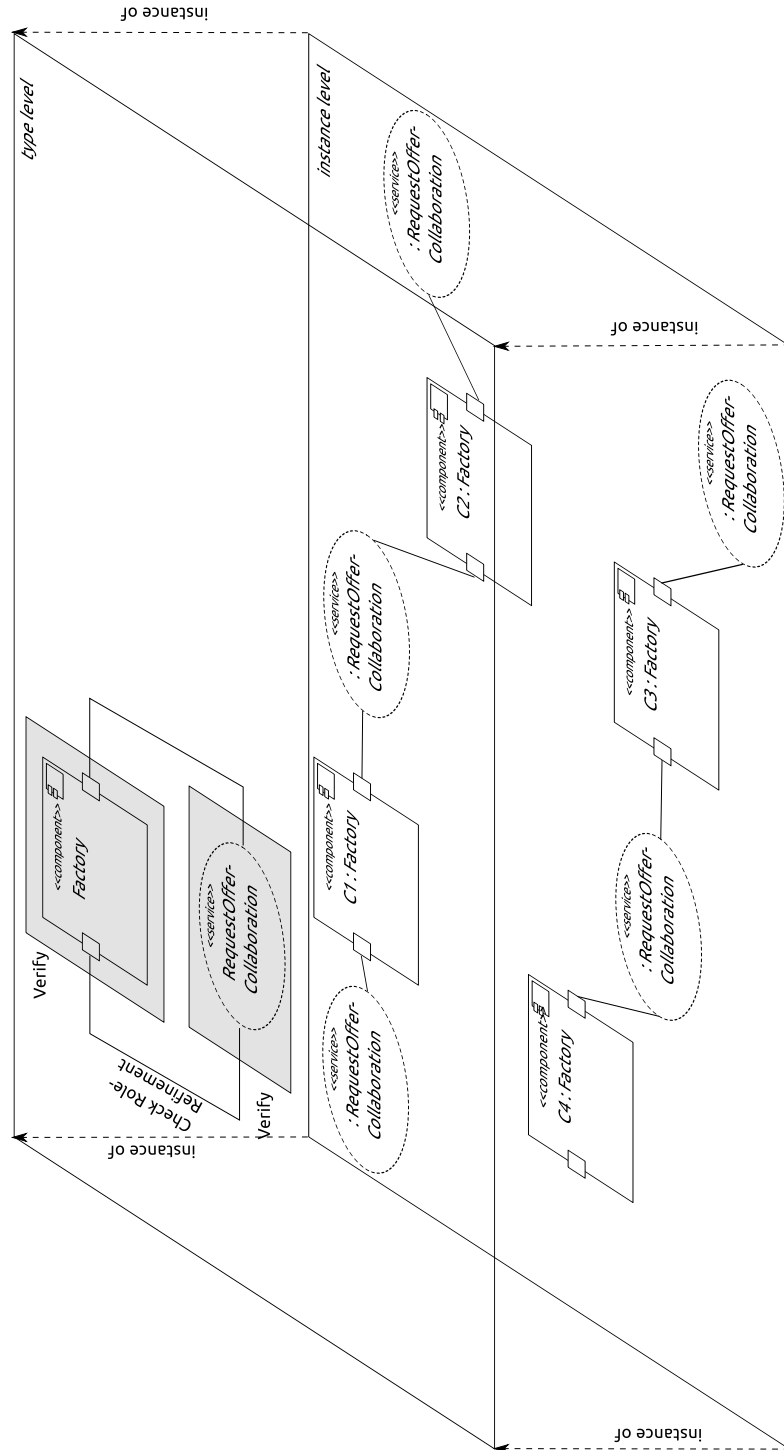 type level
instance of
instance of
instance of
instance of
Verify
<<component>>
Factory
Check Role-
Refinement
Verify
<<service>>
RequestOffer-
Collaboration
instance level
<<service>>
: RequestOffer-
Collaboration
<<component>>
C1 : Factory
<<service>>
: RequestOffer-
Collaboration
<<component>>
C2 : Factory
<<service>>
: RequestOffer-
Collaboration
<<component>>
C4 : Factory
<<service>>
: RequestOffer-
Collaboration
<<component>>
C3 : Factory
<<service>>
: RequestOffer-
Collaboration